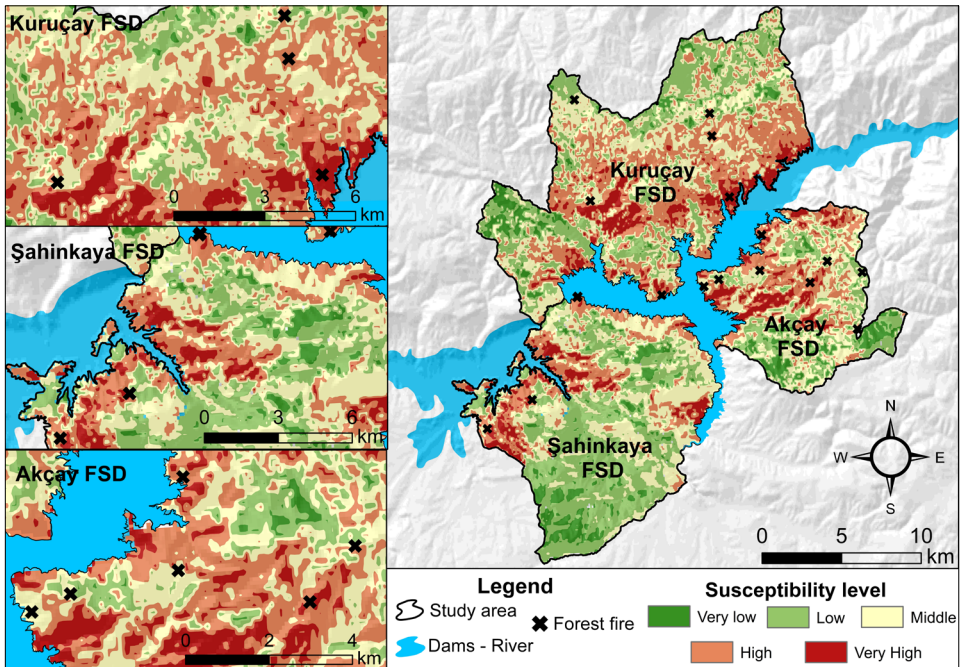 Kuruçay FSD
0 3 6
km
Şahinkaya FSD
0 3 6
km
Akçay FSD
0 2 4
km
Kuruçay
FSD
Akçay
FSD
Şahinkaya
FSD
N
W E
S
0 5 10
km
Legend
Study area
Forest fire
Dams - River
Susceptibility level
Very low
Low
Middle
High
Very High